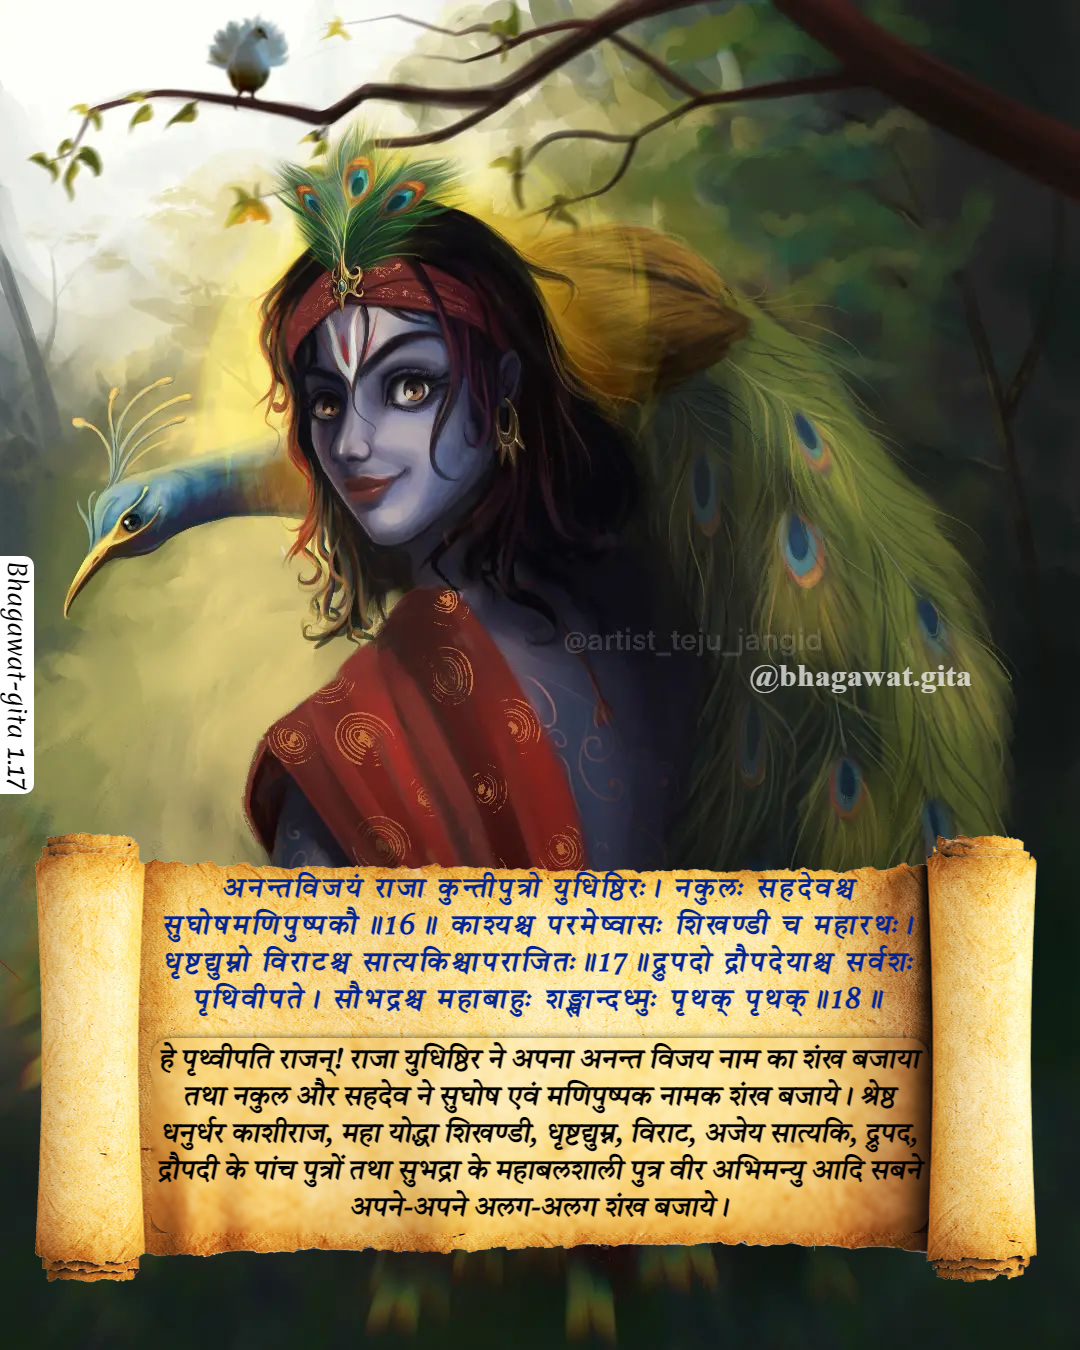 @artist_teju_jangid
@bhagawat.gita
Bhagawat-gita 1.17
अनन्तविजयं राजा कुन्तीपुत्रो युधिष्ठिरः। नकुलः सहदेवश्च
सुघोषमणिपुष्पकौ॥16॥ काश्यश्च परमेष्वासः शिखण्डी च महारथः।
धृष्टद्युम्नो विराटश्च सात्यकिश्चापराजितः॥17॥द्रुपदो द्रौपदेयाश्च सर्वशः
पृथिवीपते। सौभद्रश्च महाबाहुः शङ्खान्दध्मुः पृथक् पृथक्॥18॥
हे पृथ्वीपति राजन्! राजा युधिष्ठिर ने अपना अनन्त विजय नाम का शंख बजाया
तथा नकुल और सहदेव ने सुघोष एवं मणिपुष्पक नामक शंख बजाये। श्रेष्ठ
धनुर्धर काशीराज, महा योद्धा शिखण्डी, धृष्टद्युम्न, विराट, अजेय सात्यकि, द्रुपद,
द्रौपदी के पांच पुत्रों तथा सुभद्रा के महाबलशाली पुत्र वीर अभिमन्यु आदि सबने
अपने-अपने अलग-अलग शंख बजाये।